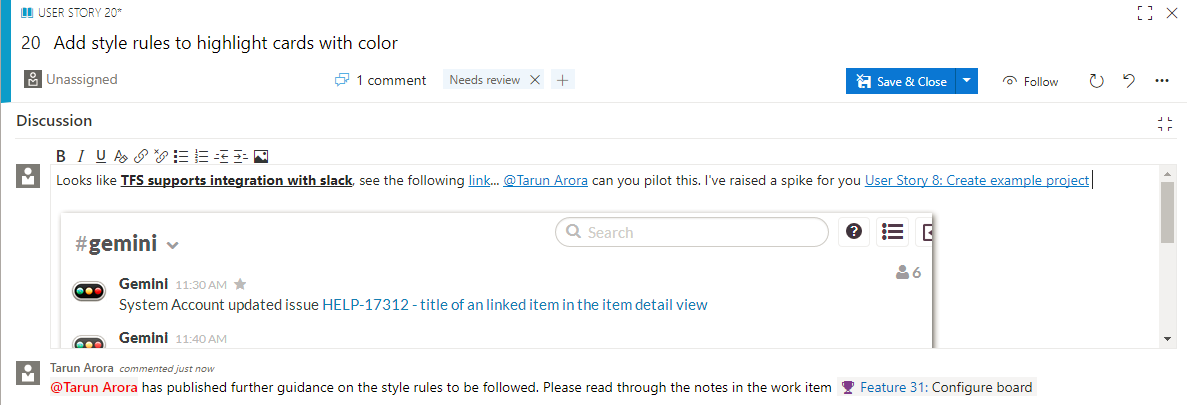 USER STORY 20*
20 Add style rules to highlight cards with color
Unassigned 1 comment Needs review Save & Close Follow
Discussion
B I U
Looks like TFS supports integration with slack, see the following link... @Tarun Arora can you pilot this. I've raised a spike for you User Story 8: Create example project
#gemini Search
6
Gemini 11:30 AM
System Account updated issue HELP-17312 - title of an linked item in the item detail view
Gemini 11:40 AM
Tarun Arora commented just now
@Tarun Arora has published further guidance on the style rules to be followed. Please read through the notes in the work item Feature 31: Configure board